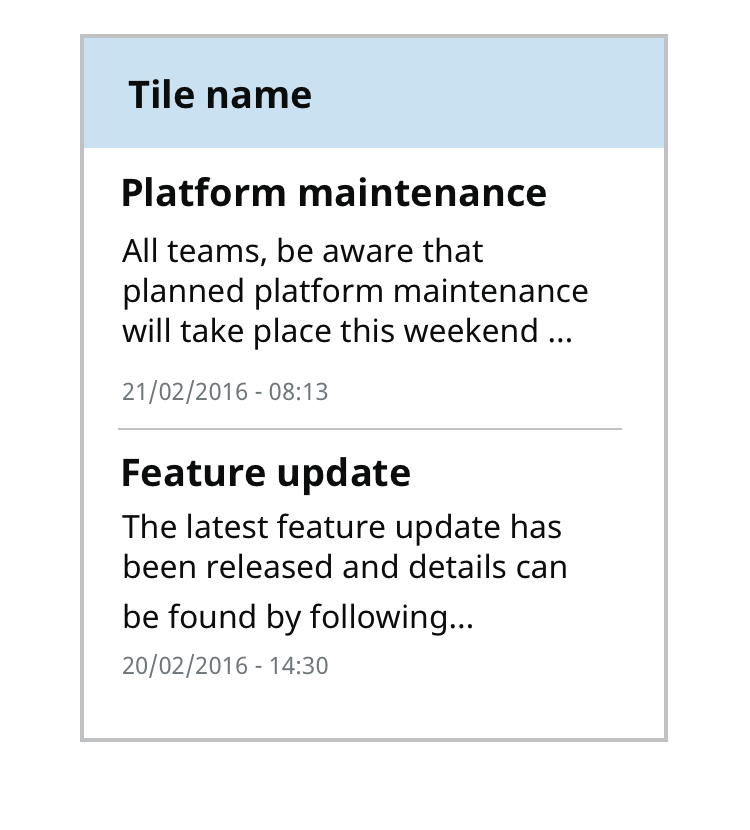 Tile name
Platform maintenance
All teams, be aware that
planned platform maintenance
will take place this weekend ...
21/02/2016 - 08:13
Feature update
The latest feature update has
been released and details can
be found by following...
20/02/2016 - 14:30